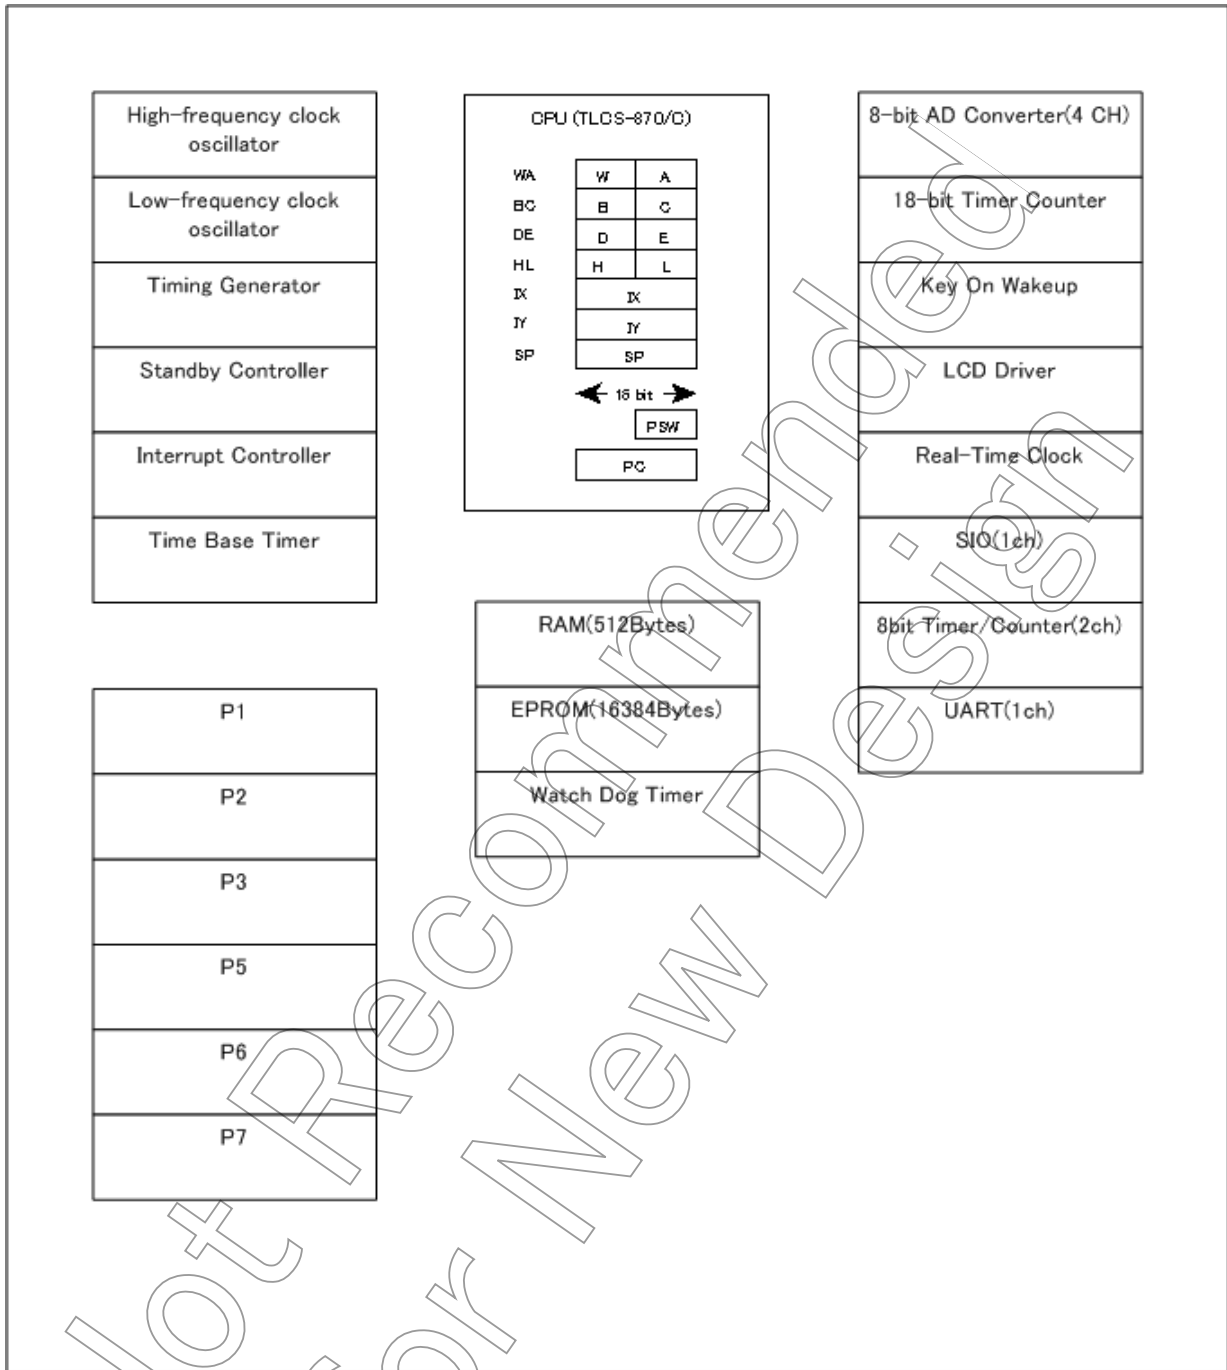 High-frequency clock
oscillator
Low-frequency clock
oscillator
Timing Generator
Standby Controller
Interrupt Controller
Time Base Timer
P1
P2
P3
P5
P6
P7
CPU (TLCS-870/C)
WA W A
BC B C
DE D E
HL H L
IX IX
IY IY
SP SP
16 bit
PSW
PC
RAM(512Bytes)
EPROM(16384Bytes)
Watch Dog Timer
8-bit AD Converter(4 CH)
18-bit Timer Counter
Key On Wakeup
LCD Driver
Real-Time Clock
SIO(1ch)
8bit Timer/Counter(2ch)
UART(1ch)
Not Recommended
for New Design